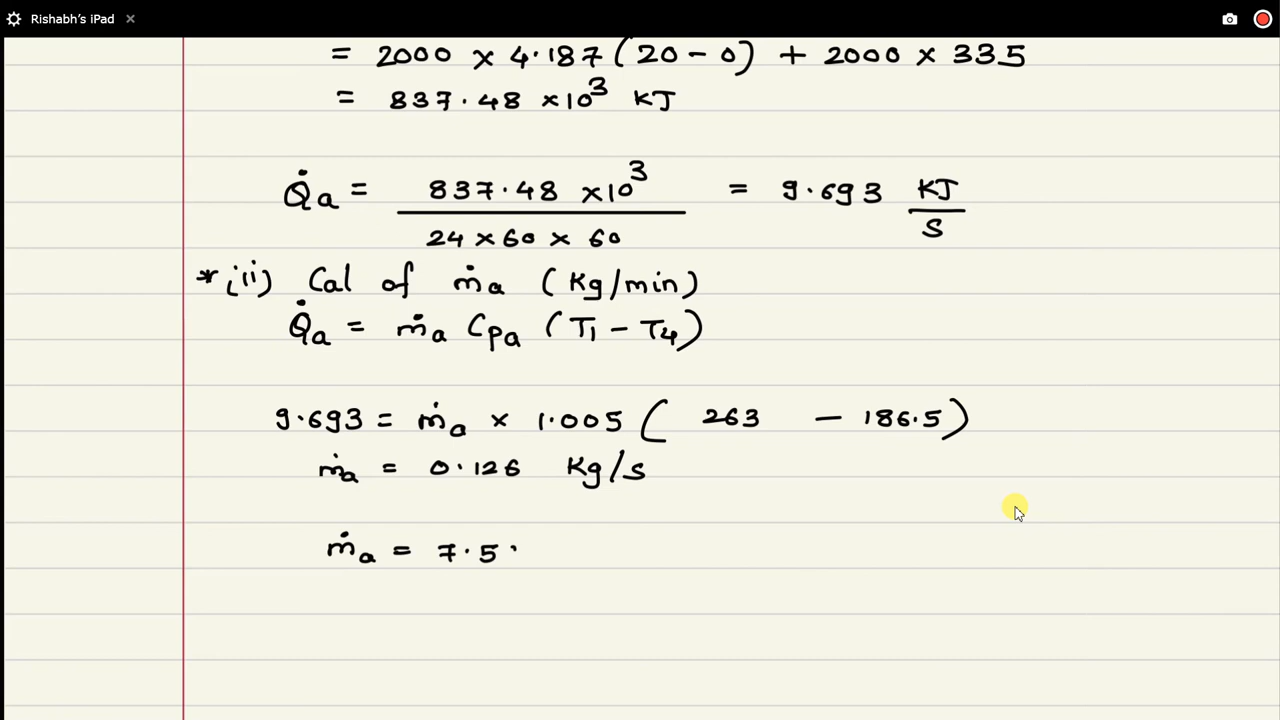 Rishabh's iPad ×
= 2000 × 4.187 (20 - 0) + 2000 × 335
= 837.48 × 10³ KJ
Q̇a = 837.48 × 10³ / 24 × 60 × 60 = 9.693 KJ/S
* (ii) Cal of ṁa (Kg/min)
Q̇a = ṁa Cpa (T1 - T4)
9.693 = ṁa × 1.005 ( 263 - 186.5 )
ṁa = 0.126 Kg/s
ṁa = 7.5